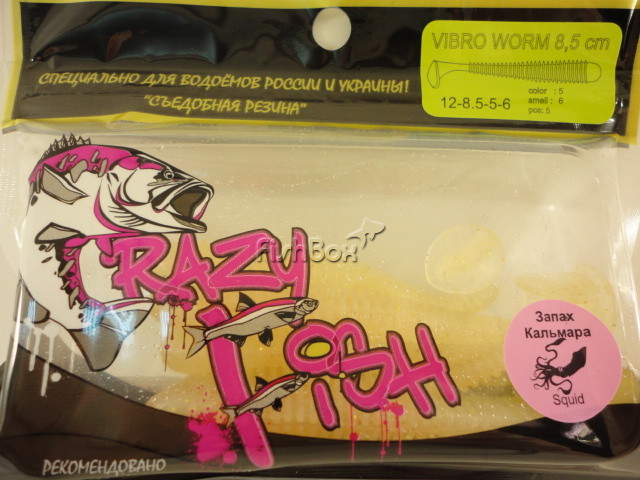 СПЕЦИАЛЬНО ДЛЯ ВОДОЁМОВ РОССИИ И УКРАИНЫ!
"СЪЕДОБНАЯ РЕЗИНА"
VIBRO WORM 8,5 cm
12-8.5-5-6
color : 5
smell : 6
pcs: 5
FishBox
CRAZY
FISH
Запах
Кальмара
Squid
РЕКОМЕНДОВАНО